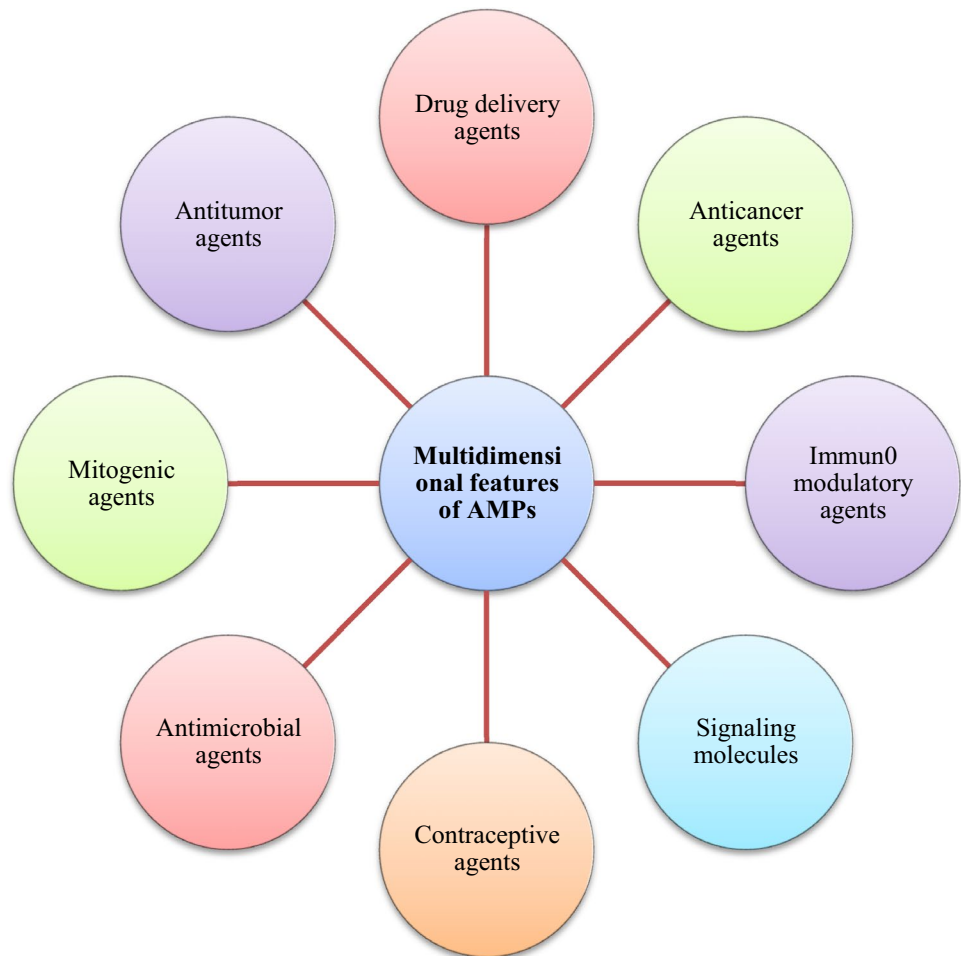 Drug delivery
agents
Antitumor
agents
Anticancer
agents
Mitogenic
agents
Multidimensi
onal features
of AMPs
Immun0
modulatory
agents
Antimicrobial
agents
Signaling
molecules
Contraceptive
agents